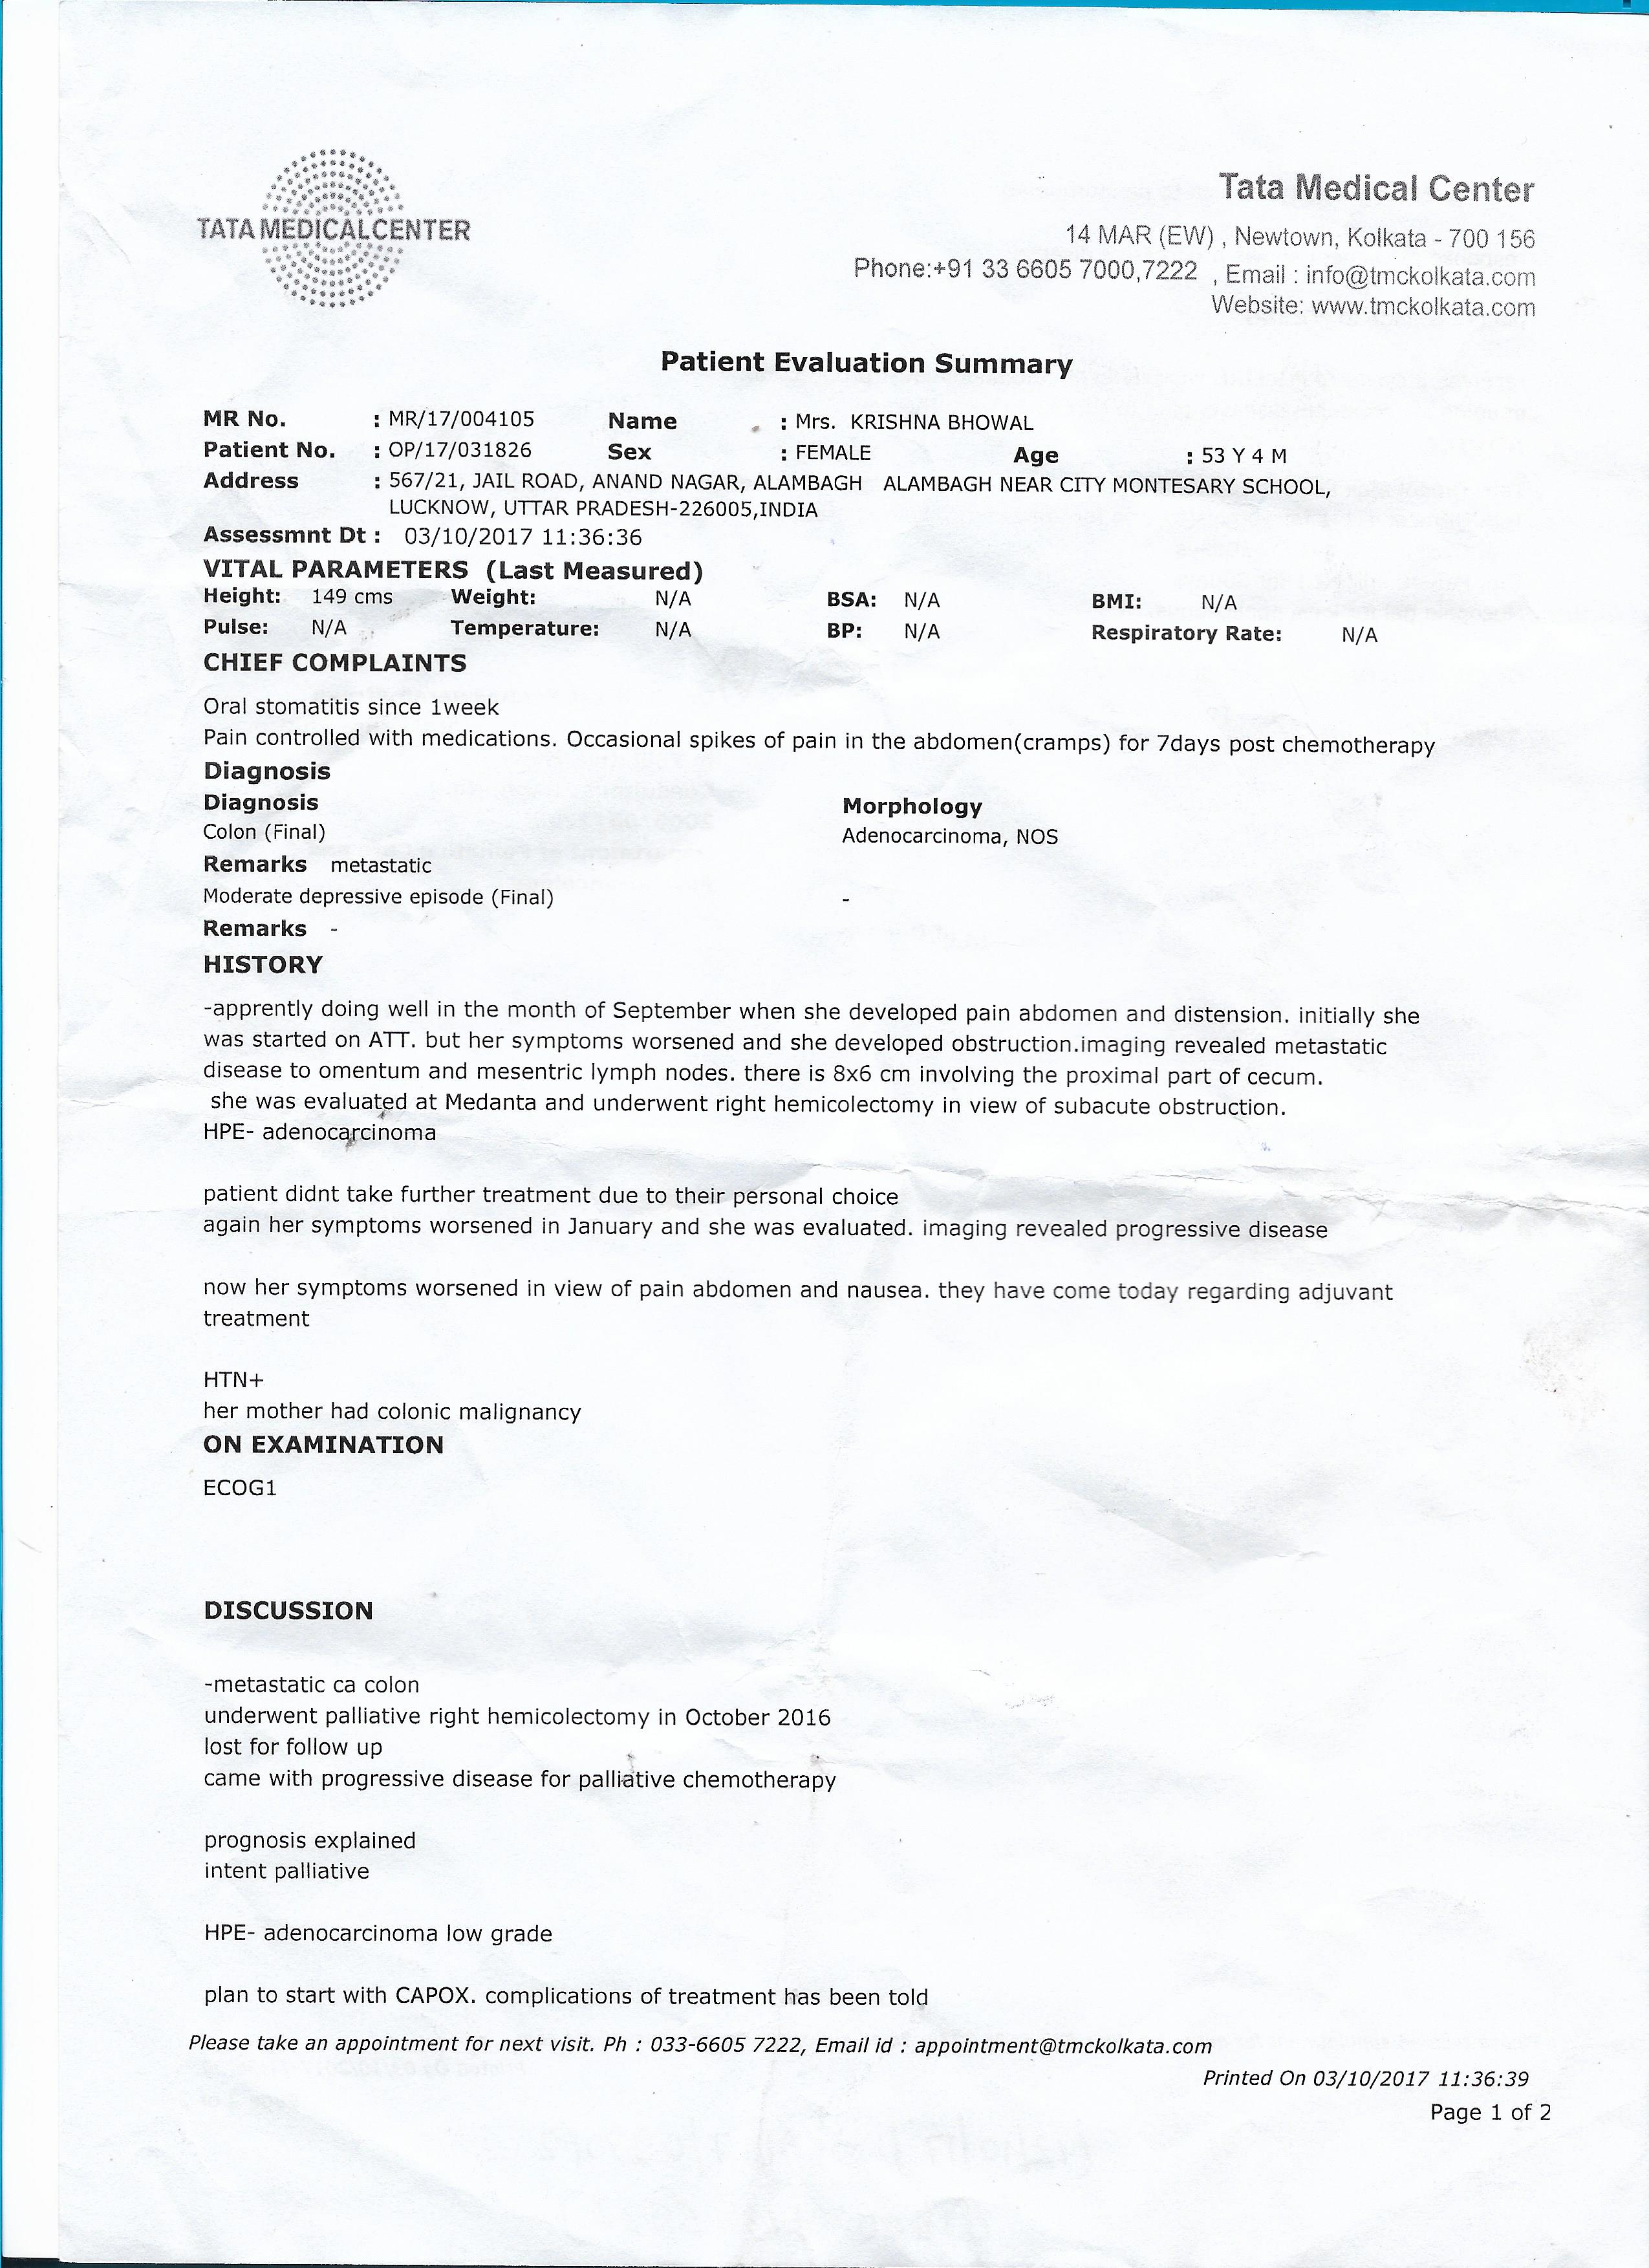 TATA MEDICAL CENTER
Tata Medical Center
14 MAR (EW) , Newtown, Kolkata - 700 156
Phone:+91 33 6605 7000,7222 , Email : info@tmckolkata.com
Website: www.tmckolkata.com
Patient Evaluation Summary
MR No. : MR/17/004105 Name : Mrs. KRISHNA BHOWAL
Patient No. : OP/17/031826 Sex : FEMALE Age : 53 Y 4 M
Address : 567/21, JAIL ROAD, ANAND NAGAR, ALAMBAGH ALAMBAGH NEAR CITY MONTESARY SCHOOL,
LUCKNOW, UTTAR PRADESH-226005,INDIA
Assessmnt Dt : 03/10/2017 11:36:36
VITAL PARAMETERS (Last Measured)
Height: 149 cms Weight: N/A BSA: N/A BMI: N/A
Pulse: N/A Temperature: N/A BP: N/A Respiratory Rate: N/A
CHIEF COMPLAINTS
Oral stomatitis since 1week
Pain controlled with medications. Occasional spikes of pain in the abdomen(cramps) for 7days post chemotherapy
Diagnosis
Diagnosis Morphology
Colon (Final) Adenocarcinoma, NOS
Remarks metastatic
Moderate depressive episode (Final) -
Remarks -
HISTORY
-apprently doing well in the month of September when she developed pain abdomen and distension. initially she
was started on ATT. but her symptoms worsened and she developed obstruction.imaging revealed metastatic
disease to omentum and mesentric lymph nodes. there is 8x6 cm involving the proximal part of cecum.
she was evaluated at Medanta and underwent right hemicolectomy in view of subacute obstruction.
HPE- adenocarcinoma
patient didnt take further treatment due to their personal choice
again her symptoms worsened in January and she was evaluated. imaging revealed progressive disease
now her symptoms worsened in view of pain abdomen and nausea. they have come today regarding adjuvant
treatment
HTN+
her mother had colonic malignancy
ON EXAMINATION
ECOG1
DISCUSSION
-metastatic ca colon
underwent palliative right hemicolectomy in October 2016
lost for follow up
came with progressive disease for palliative chemotherapy
prognosis explained
intent palliative
HPE- adenocarcinoma low grade
plan to start with CAPOX. complications of treatment has been told
Please take an appointment for next visit. Ph : 033-6605 7222, Email id : appointment@tmckolkata.com
Printed On 03/10/2017 11:36:39
Page 1 of 2